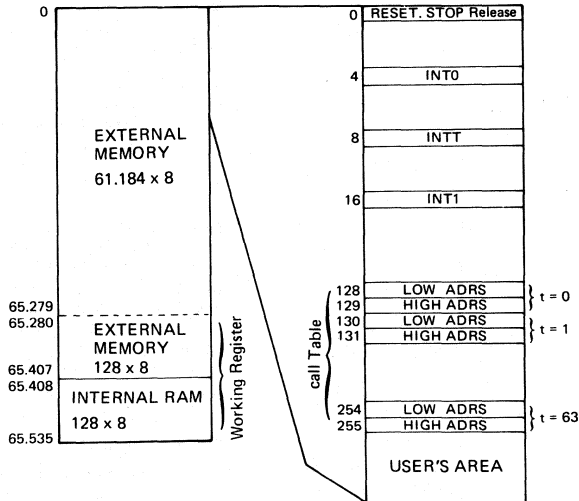 0
EXTERNAL
MEMORY
61.184 x 8
65.279
65.280
EXTERNAL
MEMORY
128 x 8
65.407
65.408
INTERNAL RAM
128 x 8
65.535
Working Register
0 RESET. STOP Release
4 INT0
8 INTT
16 INT1
call Table
128 LOW ADRS
129 HIGH ADRS
t = 0
130 LOW ADRS
131 HIGH ADRS
t = 1
254 LOW ADRS
255 HIGH ADRS
t = 63
USER'S AREA